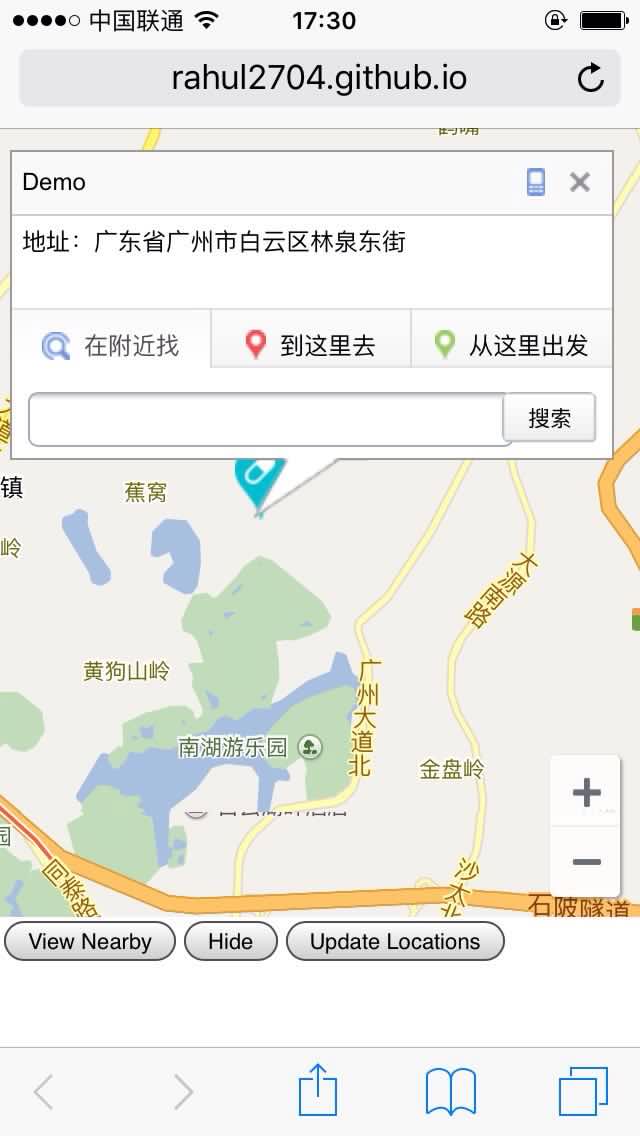 中国联通
17:30
rahul2704.github.io
Demo
地址：广东省广州市白云区林泉东街
在附近找
到这里去
从这里出发
搜索
镇
蕉窝
岭
大源南路
黄狗山岭
广州大道北
南湖游乐园
金盘岭
园
同泰路
沙太北
石陂隧道
View Nearby
Hide
Update Locations